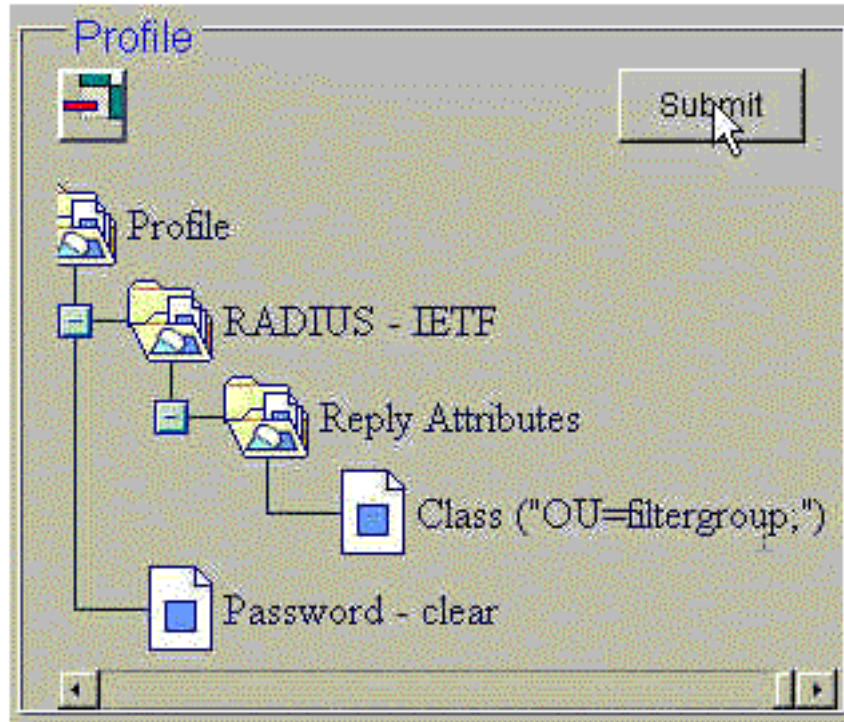 Profile
Submit
Profile
RADIUS - IETF
Reply Attributes
Class ("OU=filtergroup;")
Password - clear